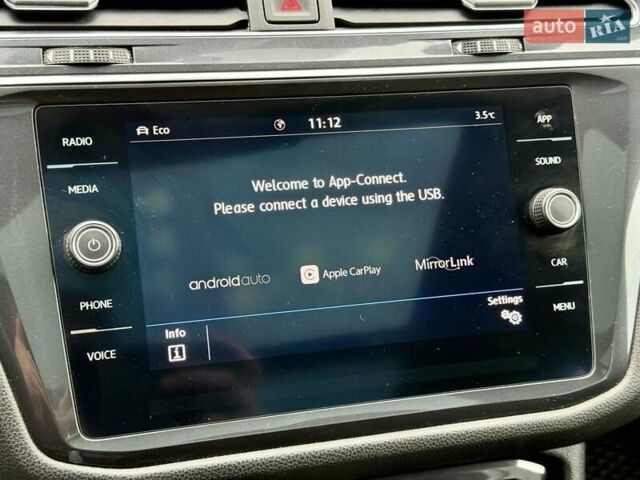 auto RIA
.com
RADIO
MEDIA
PHONE
VOICE
Eco
11:12
3.5°C
Welcome to App-Connect.
Please connect a device using the USB.
androidauto
Apple CarPlay
MirrorLink
Info
i
Settings
APP
SOUND
CAR
MENU